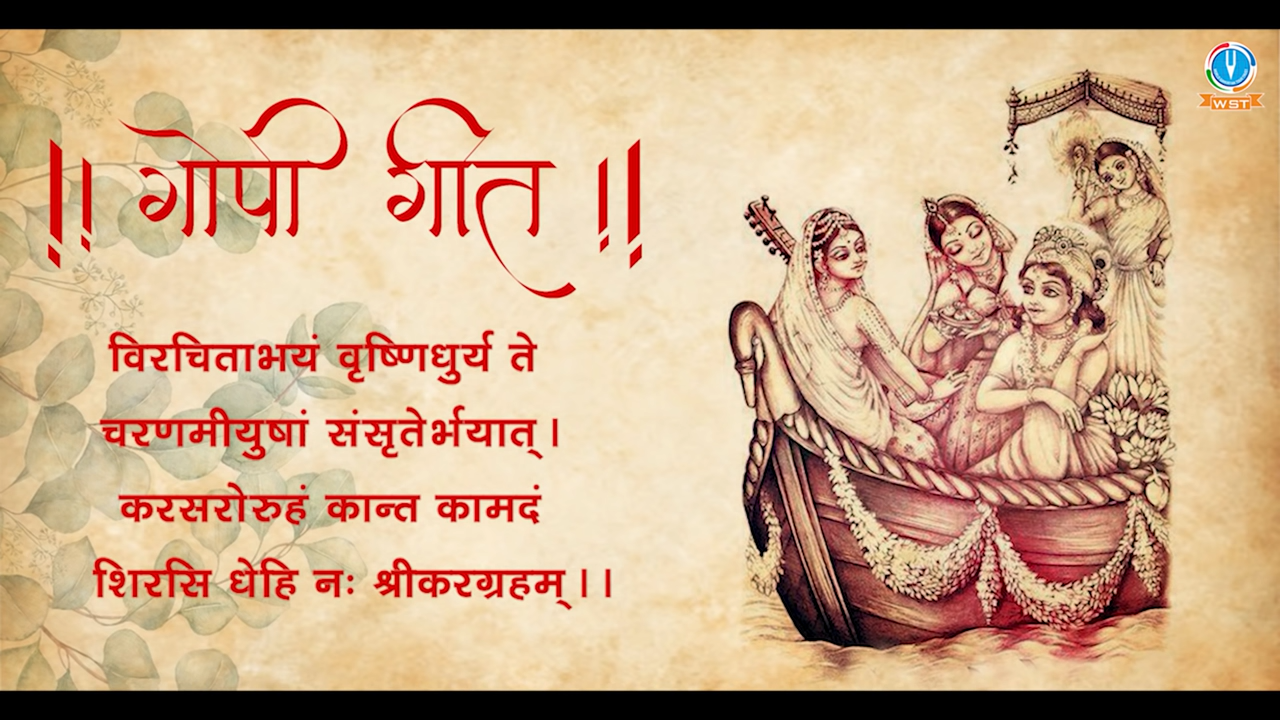 || गोपी गीत ||
विरचिताभयं वृष्णिधुर्य ते
चरणमीयुषां संसृतेर्भयात् ।
करसरोरुहं कान्त कामदं
शिरसि धेहि नः श्रीकरग्रहम् ।।
WST